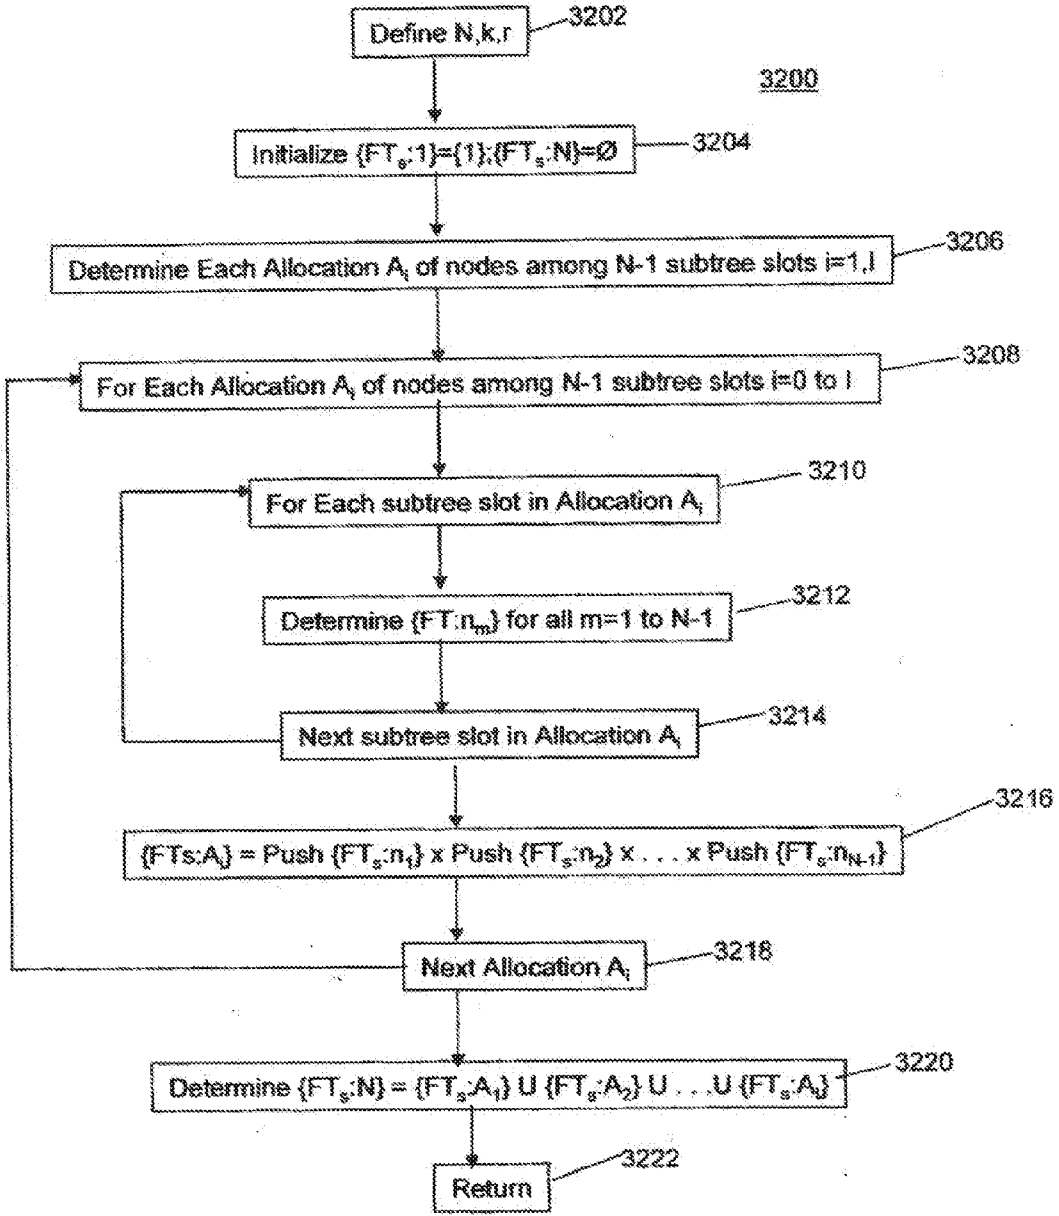 Define N,k,r
3202
3200
Initialize {FTs:1}={1};{FTs:N}=Ø
3204
Determine Each Allocation Ai of nodes among N-1 subtree slots i=1,I
3206
For Each Allocation Ai of nodes among N-1 subtree slots i=0 to I
3208
For Each subtree slot in Allocation Ai
3210
Determine {FT:nm} for all m=1 to N-1
3212
Next subtree slot in Allocation Ai
3214
{FTs:Ai} = Push {FTs:n1} x Push {FTs:n2} x . . . x Push {FTs:nN-1}
3216
Next Allocation Ai
3218
Determine {FTs:N} = {FTs:A1} U {FTs:A2} U . . . U {FTs:AI}
3220
Return
3222